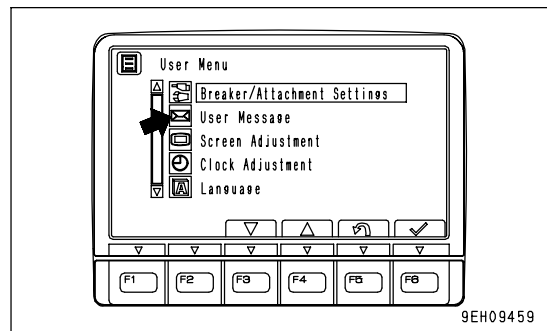 User Menu
Breaker/Attachment Settings
User Message
Screen Adjustment
Clock Adjustment
A Language
F1 F2 F3 F4 F5 F6
9EH09459